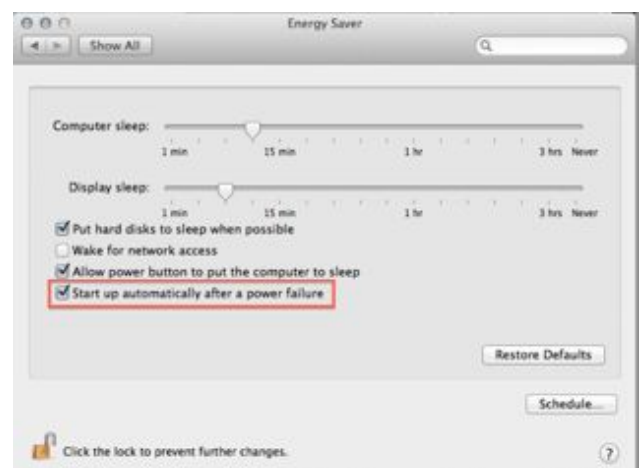 Energy Saver
Show All
Computer sleep:
1 min 15 min 1 hr 3 hrs Never
Display sleep:
1 min 15 min 1 hr 3 hrs Never
Put hard disks to sleep when possible
Wake for network access
Allow power button to put the computer to sleep
Start up automatically after a power failure
Restore Defaults
Schedule...
Click the lock to prevent further changes.
?